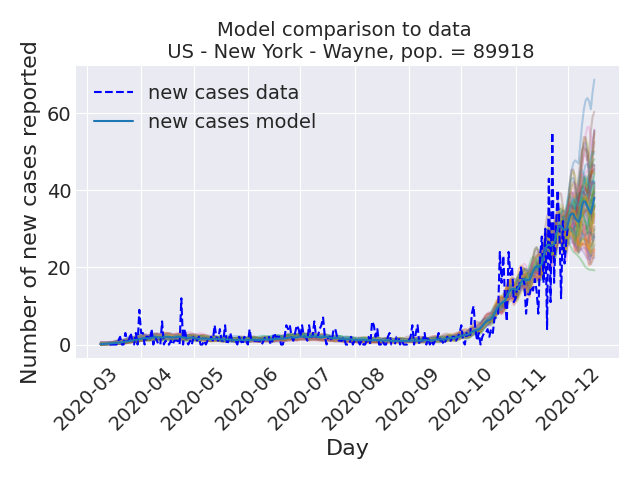 Model comparison to data
US - New York - Wayne, pop. = 89918
Number of new cases reported
60
40
20
0
new cases data
new cases model
2020-03
2020-04
2020-05
2020-06
2020-07
2020-08
2020-09
2020-10
2020-11
2020-12
Day